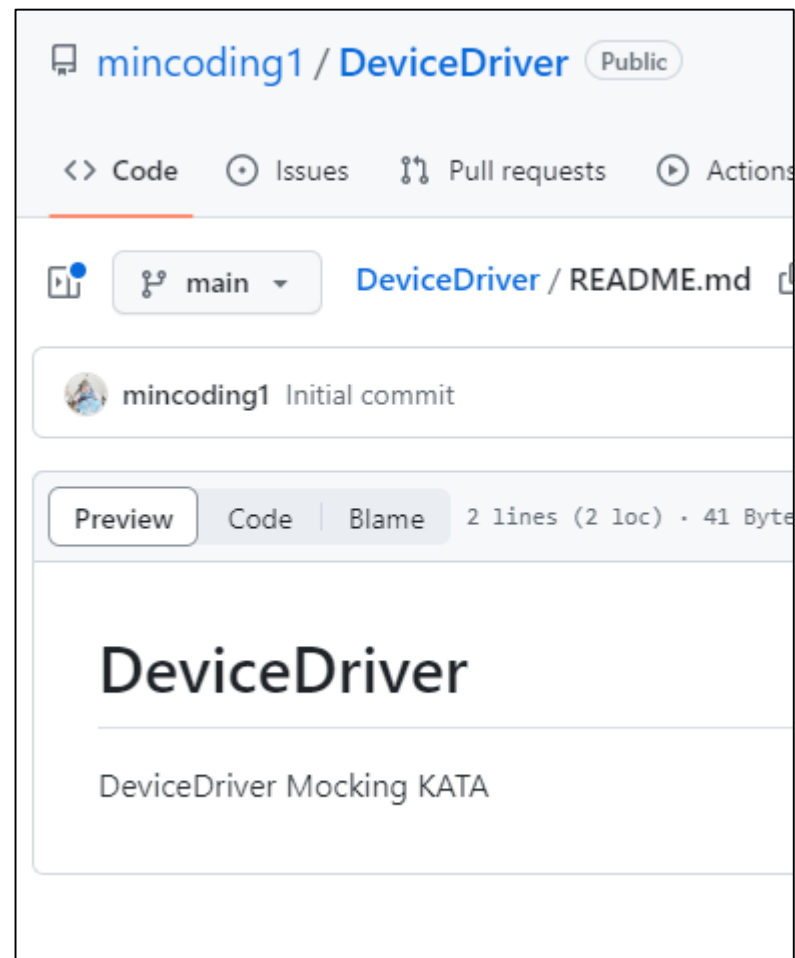 mincoding1 / DeviceDriver Public
<> Code Issues Pull requests Actions
main DeviceDriver / README.md
mincoding1 Initial commit
Preview Code Blame 2 lines (2 loc) · 41 Byte
DeviceDriver
DeviceDriver Mocking KATA